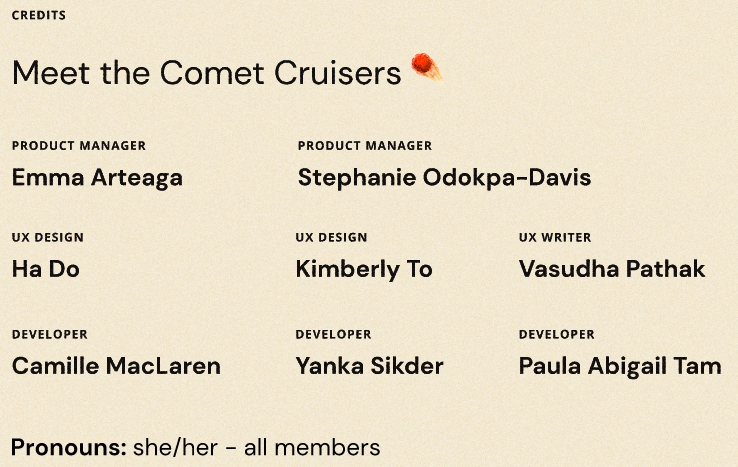 CREDITS
Meet the Comet Cruisers
PRODUCT MANAGER PRODUCT MANAGER
Emma Arteaga Stephanie Odokpa-Davis
UX DESIGN UX DESIGN UX WRITER
Ha Do Kimberly To Vasudha Pathak
DEVELOPER DEVELOPER DEVELOPER
Camille MacLaren Yanka Sikder Paula Abigail Tam
Pronouns: she/her - all members